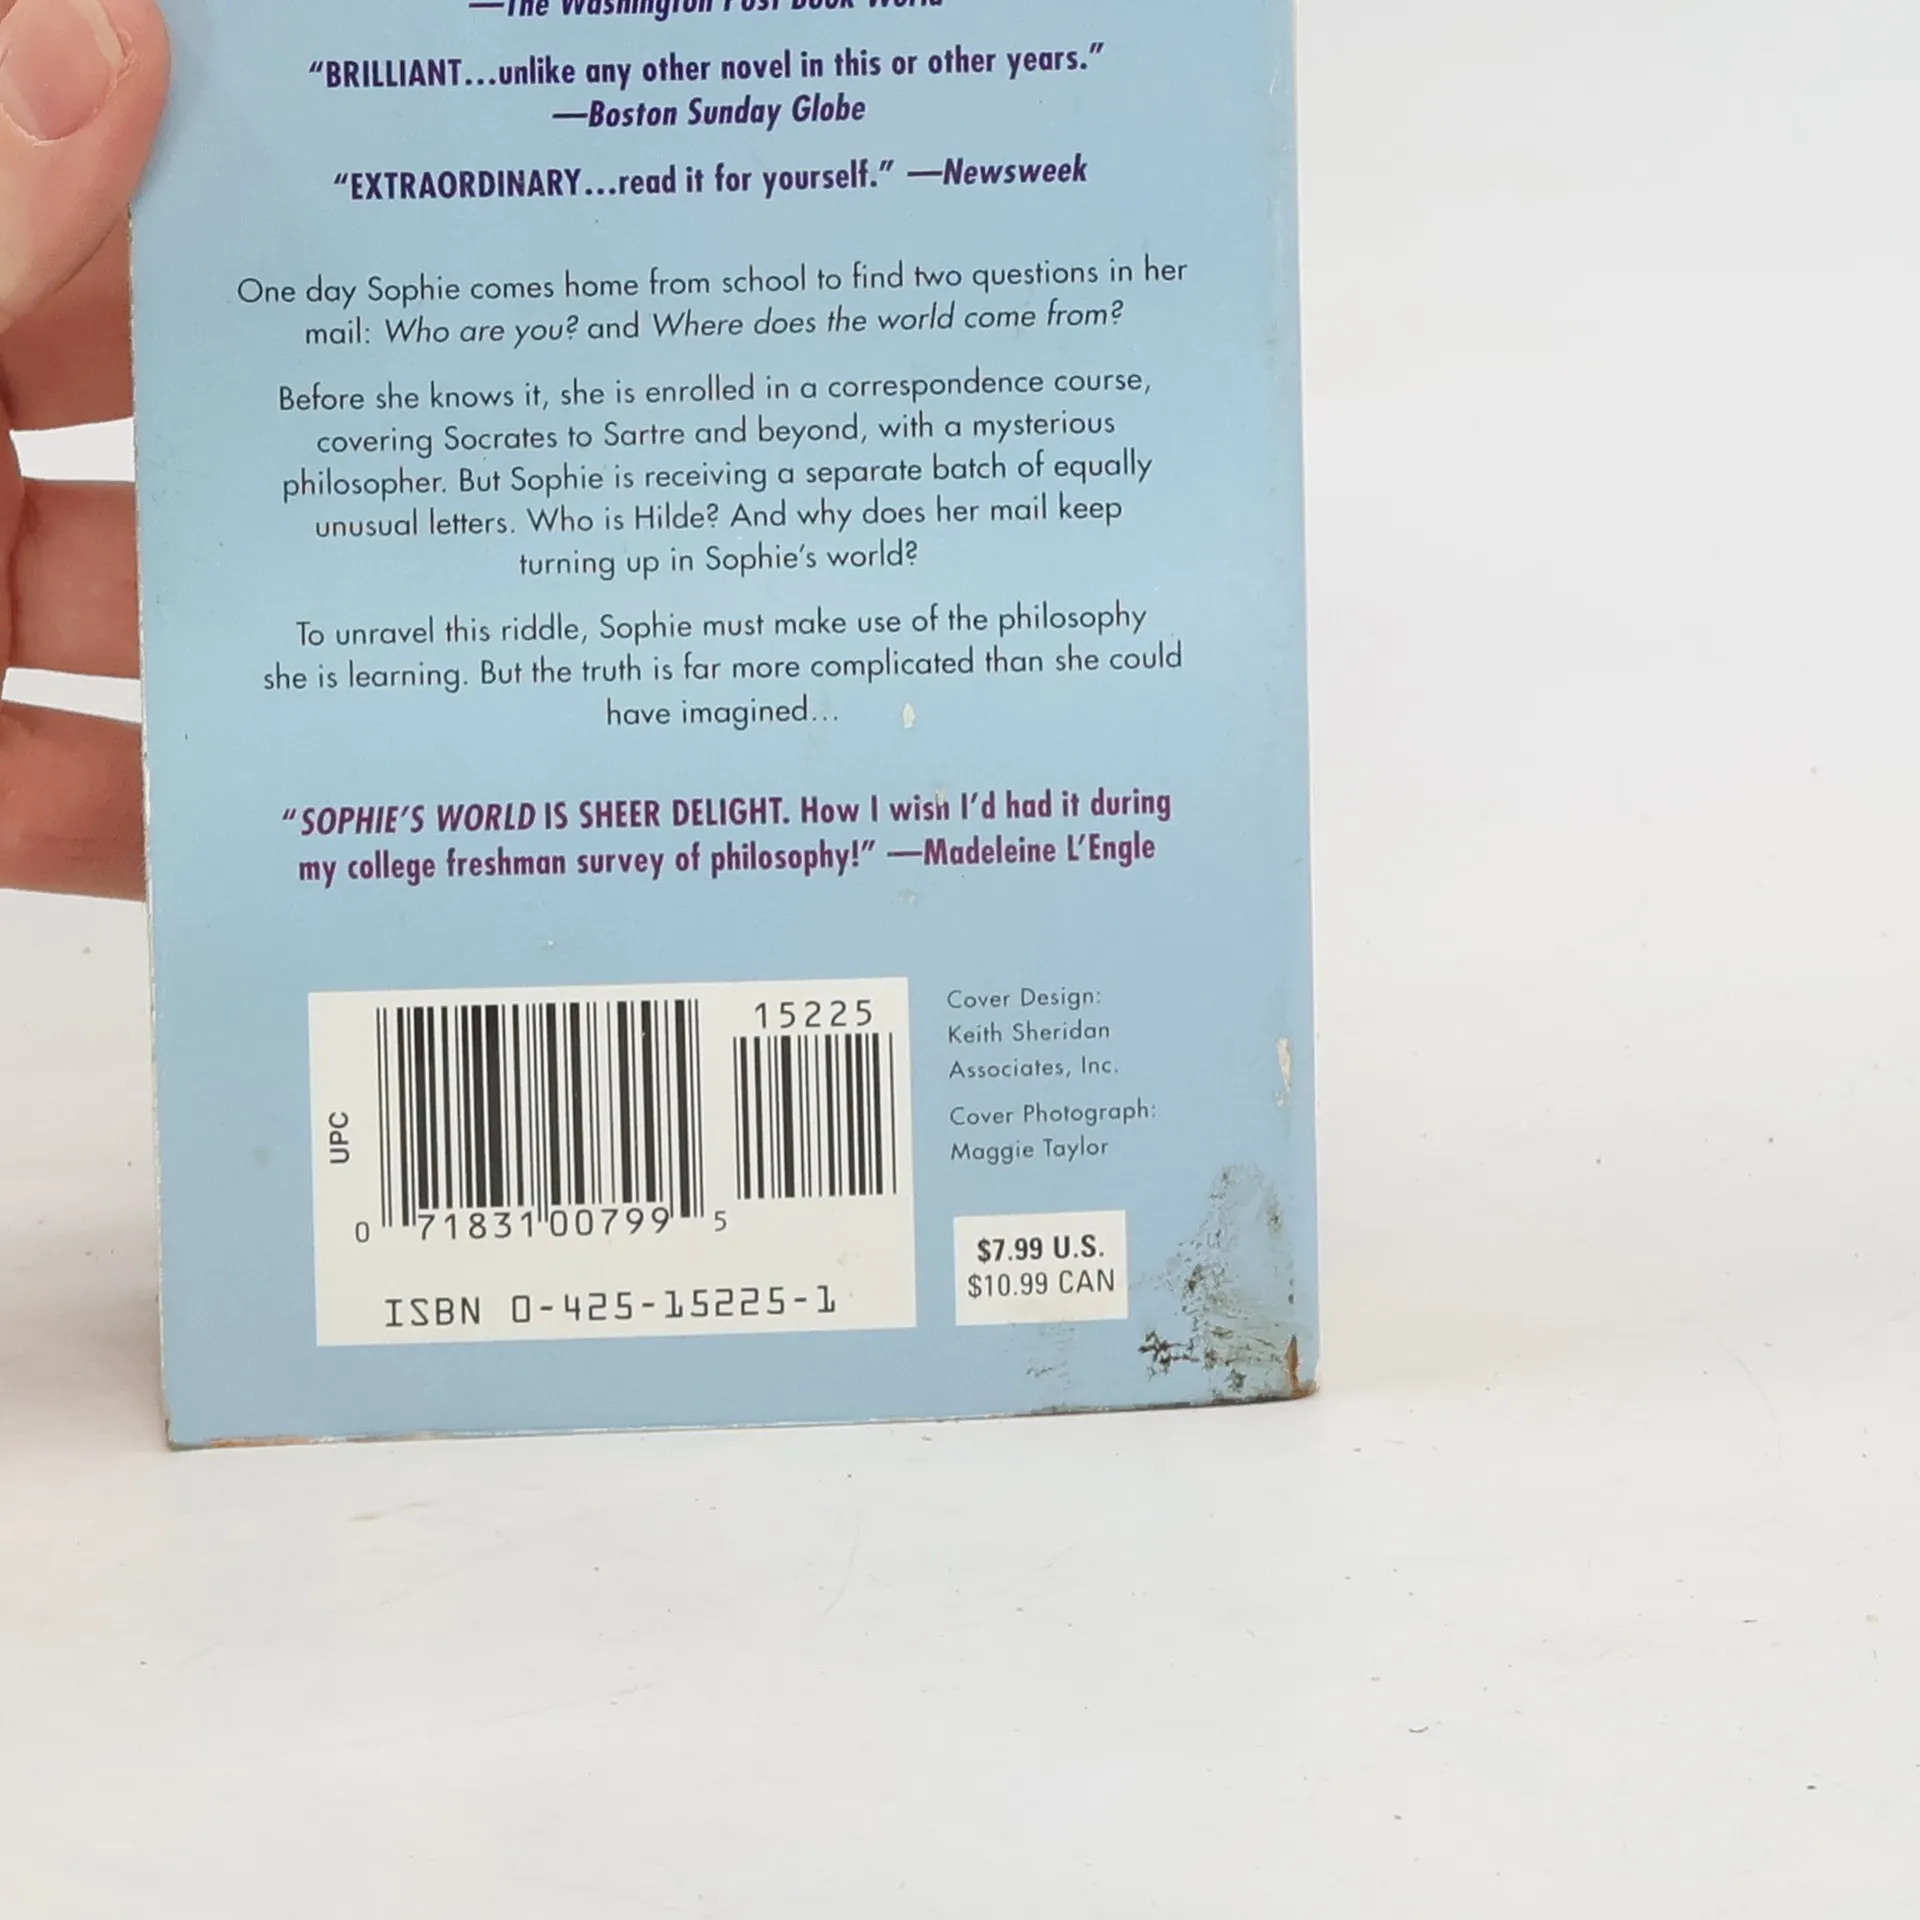 —The Washington Post Book World
“BRILLIANT...unlike any other novel in this or other years.”
—Boston Sunday Globe
“EXTRAORDINARY...read it for yourself.” —Newsweek
One day Sophie comes home from school to find two questions in her
mail: Who are you? and Where does the world come from?
Before she knows it, she is enrolled in a correspondence course,
covering Socrates to Sartre and beyond, with a mysterious
philosopher. But Sophie is receiving a separate batch of equally
unusual letters. Who is Hilde? And why does her mail keep
turning up in Sophie’s world?
To unravel this riddle, Sophie must make use of the philosophy
she is learning. But the truth is far more complicated than she could
have imagined...
“SOPHIE’S WORLD IS SHEER DELIGHT. How I wish I’d had it during
my college freshman survey of philosophy!” —Madeleine L’Engle
15225
UPC
0 71831 00799 5
ISBN 0-425-15225-1
Cover Design:
Keith Sheridan
Associates, Inc.
Cover Photograph:
Maggie Taylor
$7.99 U.S.
$10.99 CAN